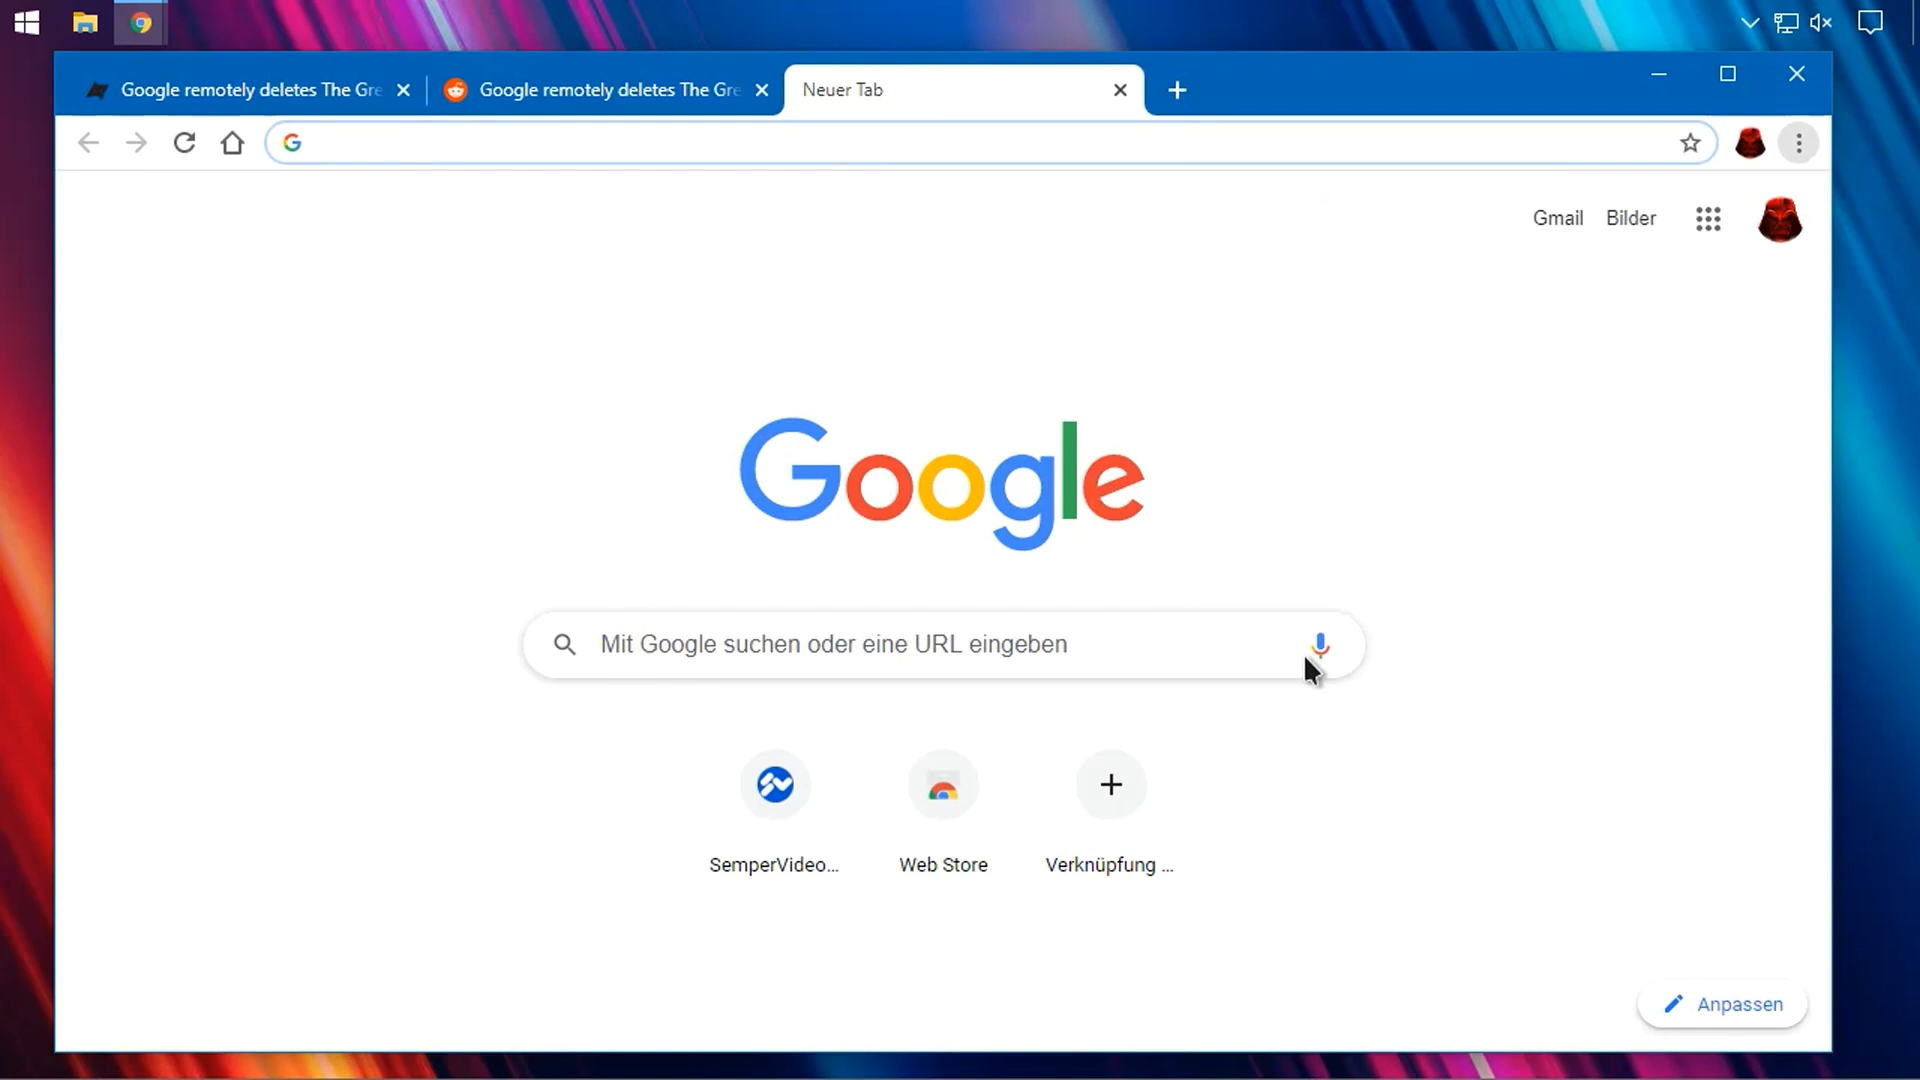 Google remotely deletes The Gre
Google remotely deletes The Gre
Neuer Tab
Gmail Bilder
Google
Mit Google suchen oder eine URL eingeben
SemperVideo... Web Store Verknüpfung ...
Anpassen